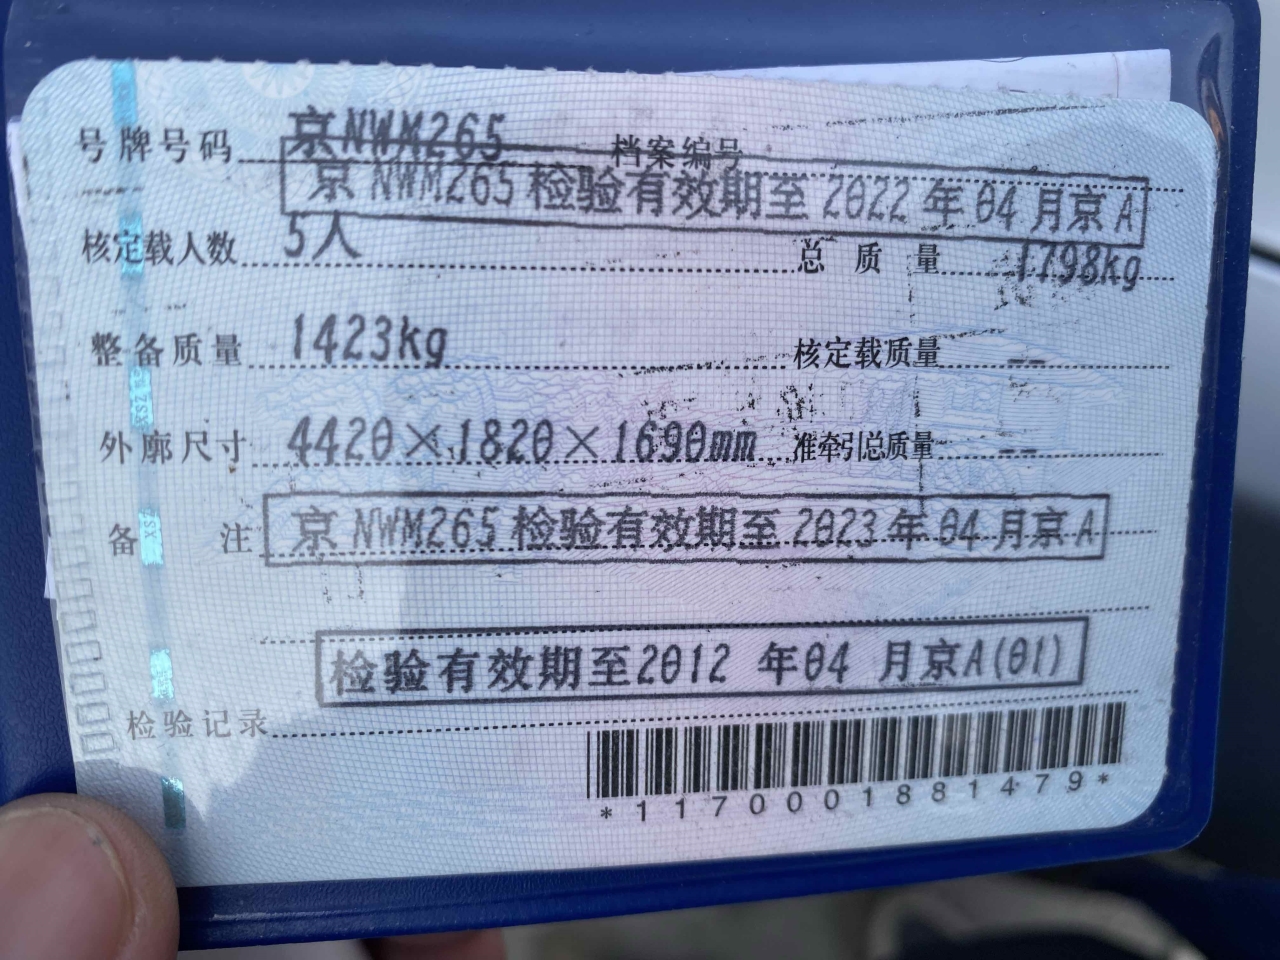 号牌号码 京NWM265 档案编号
京NWM265检验有效期至2022年04月京A
核定载人数 5人 总质量 1798kg
整备质量 1423kg 核定载质量 --
外廓尺寸 4420×1820×1690mm 准牵引总质量 --
备注 京NWM265检验有效期至2023年04月京A
检验有效期至2012年04月京A(01)
检验记录
*1170001881479*